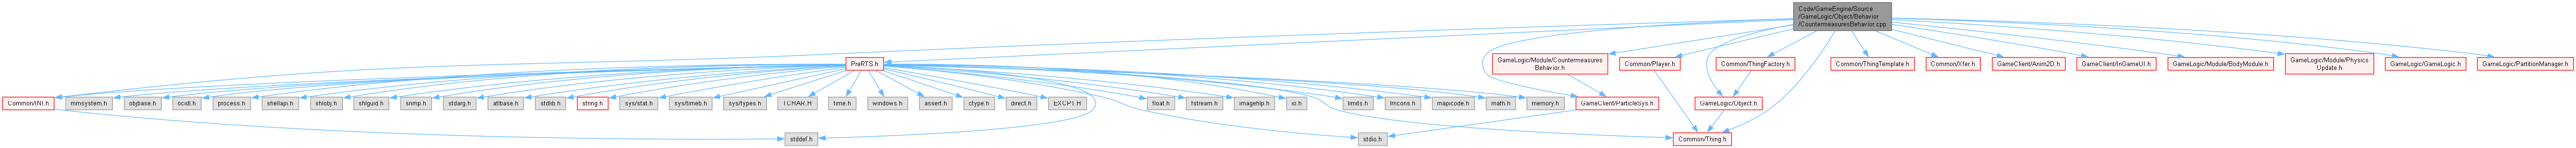 Code/GameEngine/Source
/GameLogic/Object/Behavior
/CountermeasuresBehavior.cpp
PreRTS.h
GameLogic/Module/Countermeasures
Behavior.h
Common/Player.h
Common/ThingFactory.h
Common/ThingTemplate.h
Common/Xfer.h
GameClient/Anim2D.h
GameClient/InGameUI.h
GameLogic/Module/BodyModule.h
GameLogic/Module/Physics
Update.h
GameLogic/GameLogic.h
GameLogic/PartitionManager.h
Common/INI.h
mmsystem.h
objbase.h
ocidl.h
process.h
shellapi.h
shlobj.h
shlguid.h
snmp.h
stdarg.h
atlbase.h
stdlib.h
string.h
sys/stat.h
sys/timeb.h
sys/types.h
TCHAR.H
time.h
windows.h
assert.h
ctype.h
direct.h
EXCPT.H
float.h
fstream.h
imagehlp.h
io.h
limits.h
lmcons.h
mapicode.h
math.h
memory.h
GameClient/ParticleSys.h
GameLogic/Object.h
stddef.h
stdio.h
Common/Thing.h